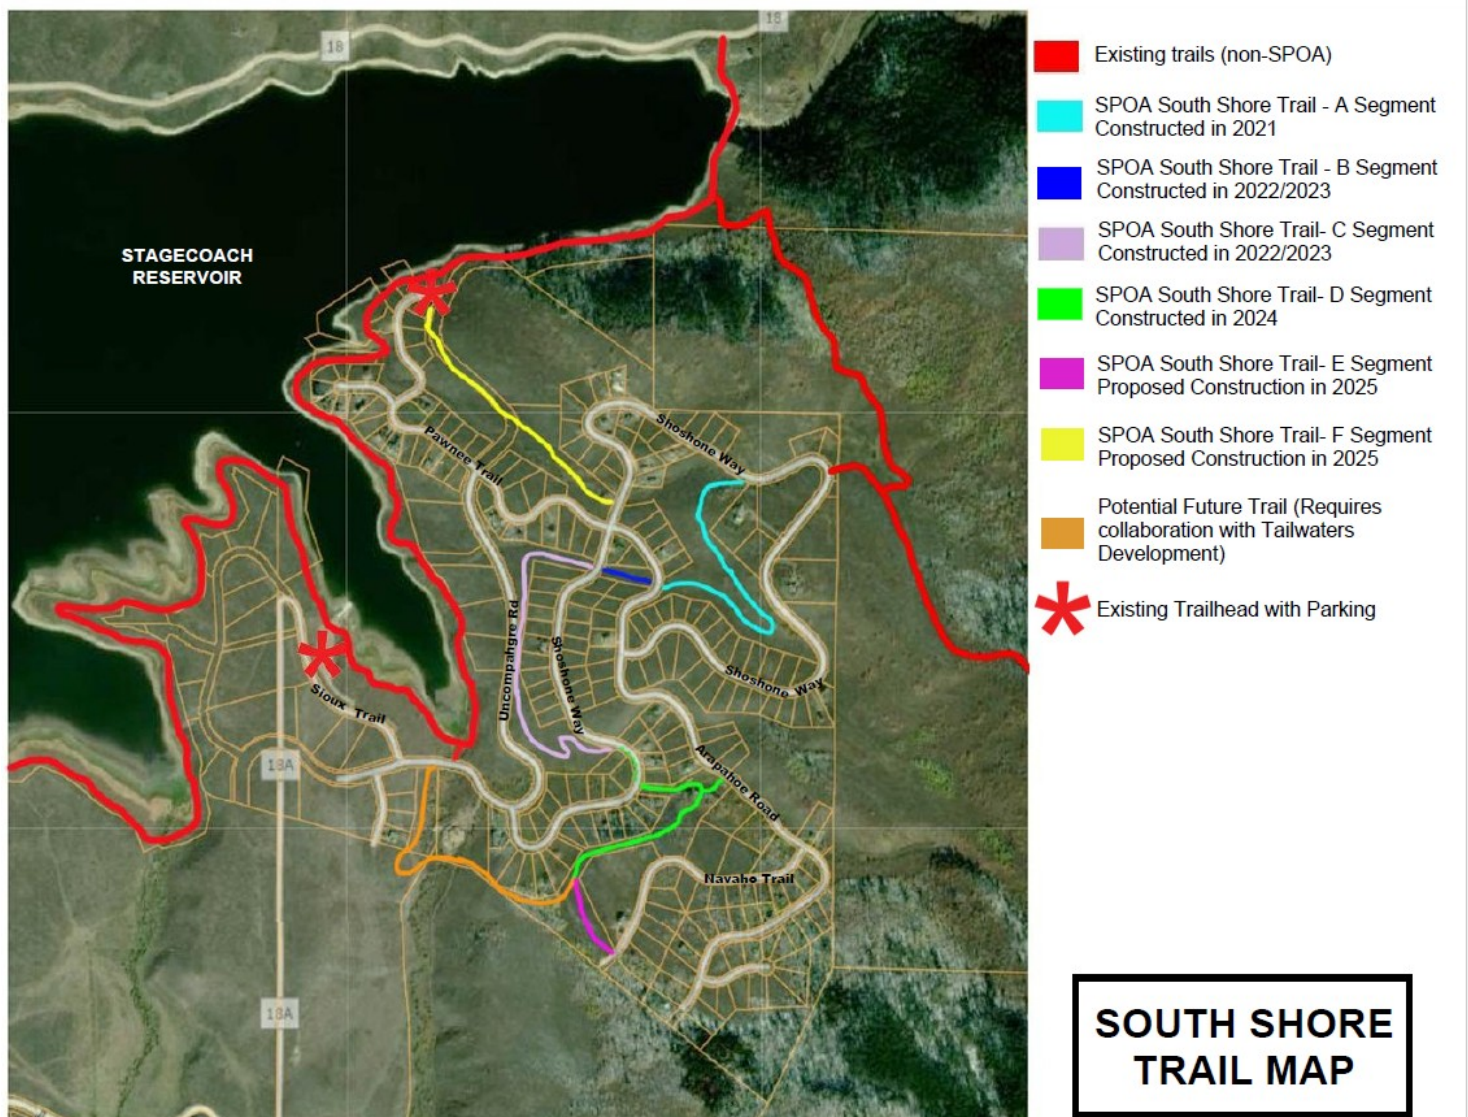 18
18
STAGECOACH
RESERVOIR
Shoshone Way
Pawnee Trail
Uncompahgre Rd
Shoshone Way
Shoshone Way
Sioux Trail
18A
Arapahoe Road
Navaho Trail
18A
Existing trails (non-SPOA)
SPOA South Shore Trail - A Segment
Constructed in 2021
SPOA South Shore Trail - B Segment
Constructed in 2022/2023
SPOA South Shore Trail- C Segment
Constructed in 2022/2023
SPOA South Shore Trail- D Segment
Constructed in 2024
SPOA South Shore Trail- E Segment
Proposed Construction in 2025
SPOA South Shore Trail- F Segment
Proposed Construction in 2025
Potential Future Trail (Requires
collaboration with Tailwaters
Development)
Existing Trailhead with Parking
SOUTH SHORE
TRAIL MAP